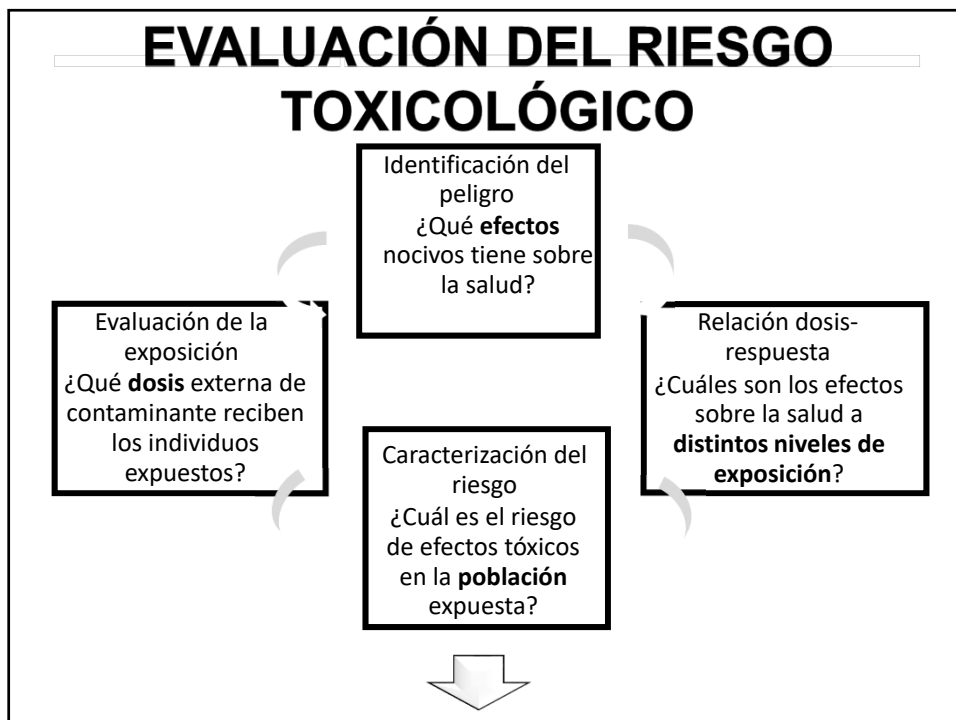 EVALUACIÓN DEL RIESGO
TOXICOLÓGICO
Identificación del
peligro
¿Qué efectos
nocivos tiene sobre
la salud?
Evaluación de la
exposición
¿Qué dosis externa de
contaminante reciben
los individuos
expuestos?
Relación dosis-
respuesta
¿Cuáles son los efectos
sobre la salud a
distintos niveles de
exposición?
Caracterización del
riesgo
¿Cuál es el riesgo
de efectos tóxicos
en la población
expuesta?